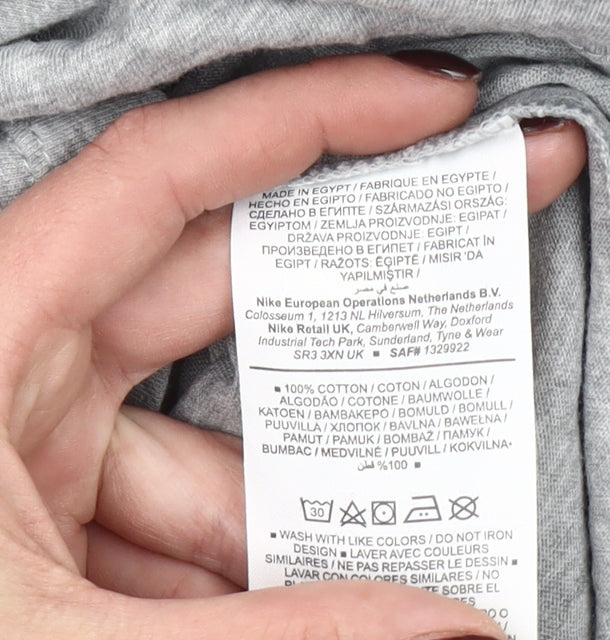 MADE IN EGYPT / FABRIQUE EN EGYPTE /
HECHO EN EGIPTO / FABRICADO NO EGIPTO /
СДЕЛАНО В ЕГИПТЕ / SZÁRMAZÁSI ORSZÁG:
EGYIPTOM / ZEMLJA PROIZVODNJE: EGIPAT /
DRŽAVA PROIZVODNJE: EGIPT /
ПРОИЗВЕДЕНО В ЕГИПЕТ / FABRICAT ÎN
EGIPT / RAŽOTS: ĒĢIPTĒ / MISIR 'DA
YAPILMIŞTIR /
صنع في مصر
Nike European Operations Netherlands B.V.
Colosseum 1, 1213 NL Hilversum, The Netherlands
Nike Retail UK, Camberwell Way, Doxford
Industrial Tech Park, Sunderland, Tyne & Wear
SR3 3XN UK ■ SAF# 1329922
■ 100% COTTON / COTON / ALGODON /
ALGODÃO / COTONE / BAUMWOLLE /
KATOEN / ΒΑΜΒΑΚΕΡΟ / BOMULD / BOMULL /
PUUVILLA / ХЛОПОК / BAVLNA / BAWEŁNA /
PAMUT / PAMUK / BOMBAŽ / ПАМУК /
BUMBAC / MEDVILNĖ / PUUVILL / KOKVILNA
%100 قطن ■
30
■ WASH WITH LIKE COLORS / DO NOT IRON
DESIGN ■ LAVER AVEC COULEURS
SIMILAIRES / NE PAS REPASSER LE DESSIN ■
LAVAR CON COLORES SIMILARES / NO
SOBRE EL